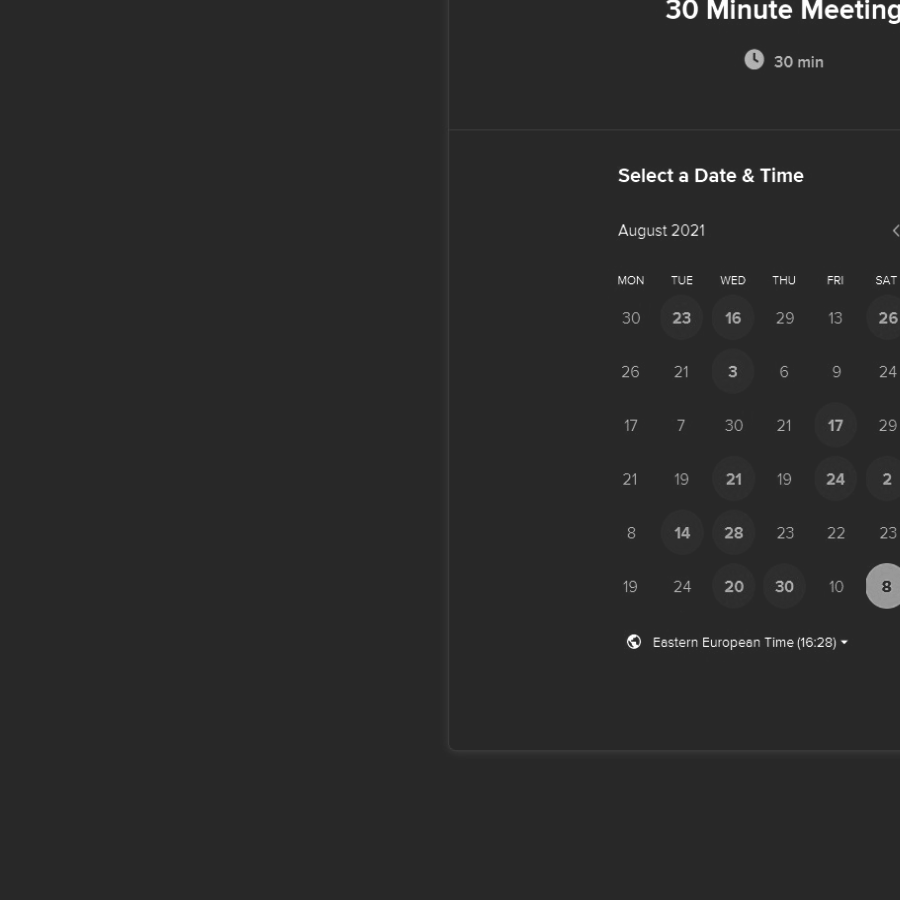 30 Minute Meeting
30 min
Select a Date & Time
August 2021
MON TUE WED THU FRI SAT
30 23 16 29 13 26
26 21 3 6 9 24
17 7 30 21 17 29
21 19 21 19 24 2
8 14 28 23 22 23
19 24 20 30 10 8
Eastern European Time (16:28)